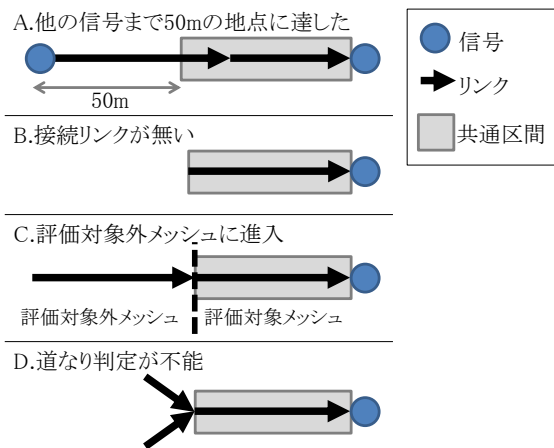 A.他の信号まで50mの地点に達した
50m
B.接続リンクが無い
C.評価対象外メッシュに進入
評価対象外メッシュ
評価対象メッシュ
D.道なり判定が不能
信号
リンク
共通区間